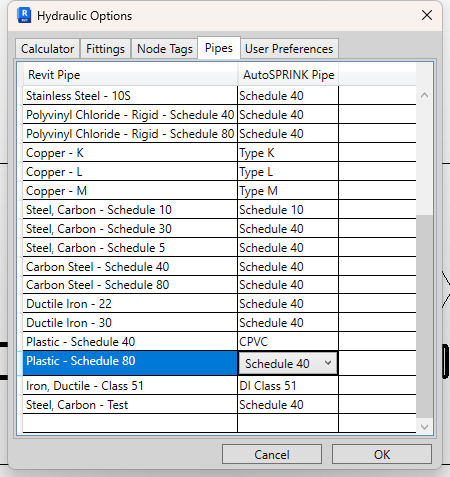 Hydraulic Options
Calculator Fittings Node Tags Pipes User Preferences
Revit Pipe AutoSPRINK Pipe
Stainless Steel - 10S Schedule 40
Polyvinyl Chloride - Rigid - Schedule 40 Schedule 40
Polyvinyl Chloride - Rigid - Schedule 80 Schedule 40
Copper - K Type K
Copper - L Type L
Copper - M Type M
Steel, Carbon - Schedule 10 Schedule 10
Steel, Carbon - Schedule 30 Schedule 40
Steel, Carbon - Schedule 5 Schedule 40
Carbon Steel - Schedule 40 Schedule 40
Carbon Steel - Schedule 80 Schedule 40
Ductile Iron - 22 Schedule 40
Ductile Iron - 30 Schedule 40
Plastic - Schedule 40 CPVC
Plastic - Schedule 80 Schedule 40
Iron, Ductile - Class 51 DI Class 51
Steel, Carbon - Test Schedule 40
Cancel OK